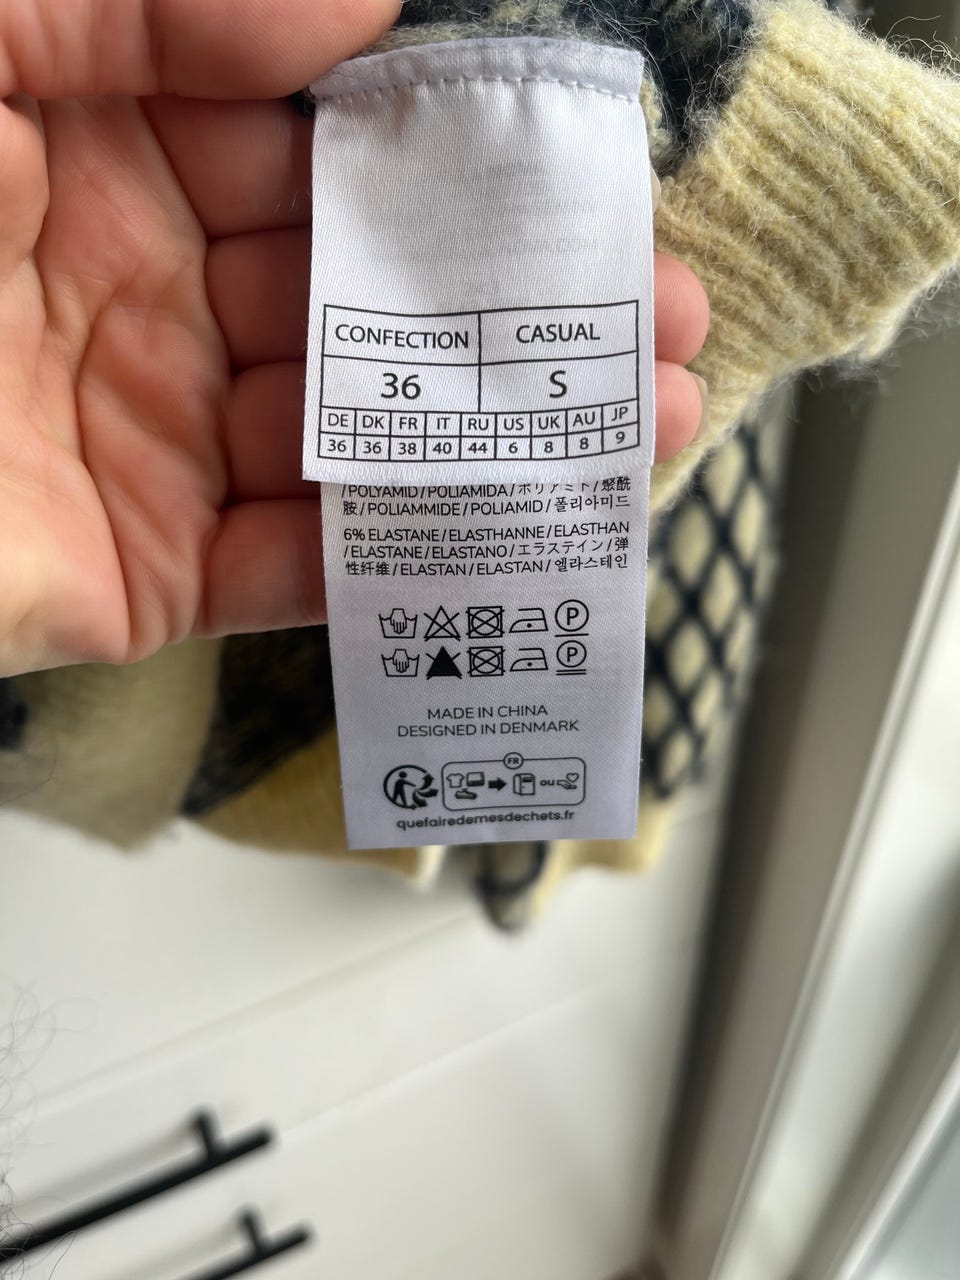 CONFECTION CASUAL
36 S
DE DK FR IT RU US UK AU JP
36 36 38 40 44 6 8 8 9
/POLYAMID/POLIAMIDA/ポリアミド/聚酰
胺/POLIAMMIDE/POLIAMID/폴리아미드
6% ELASTANE/ELASTHANNE/ELASTHAN
/ELASTANE/ELASTANO/エラステイン/弹
性纤维/ELASTAN/ELASTAN/엘라스테인
P
P
MADE IN CHINA
DESIGNED IN DENMARK
FR
OU
quefairedemesdechets.fr